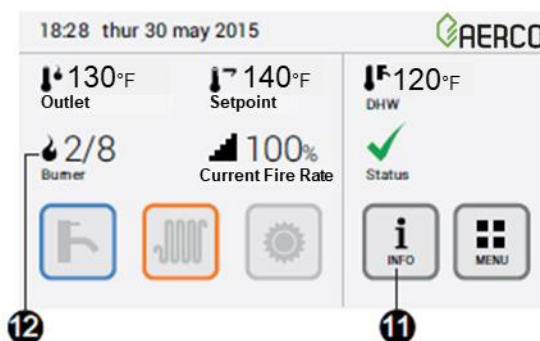 18:28 thur 30 may 2015
AERCO
130°F
Outlet
140°F
Setpoint
120°F
DHW
2/8
Burner
100%
Current Fire Rate
Status
i
INFO
MENU
12
11